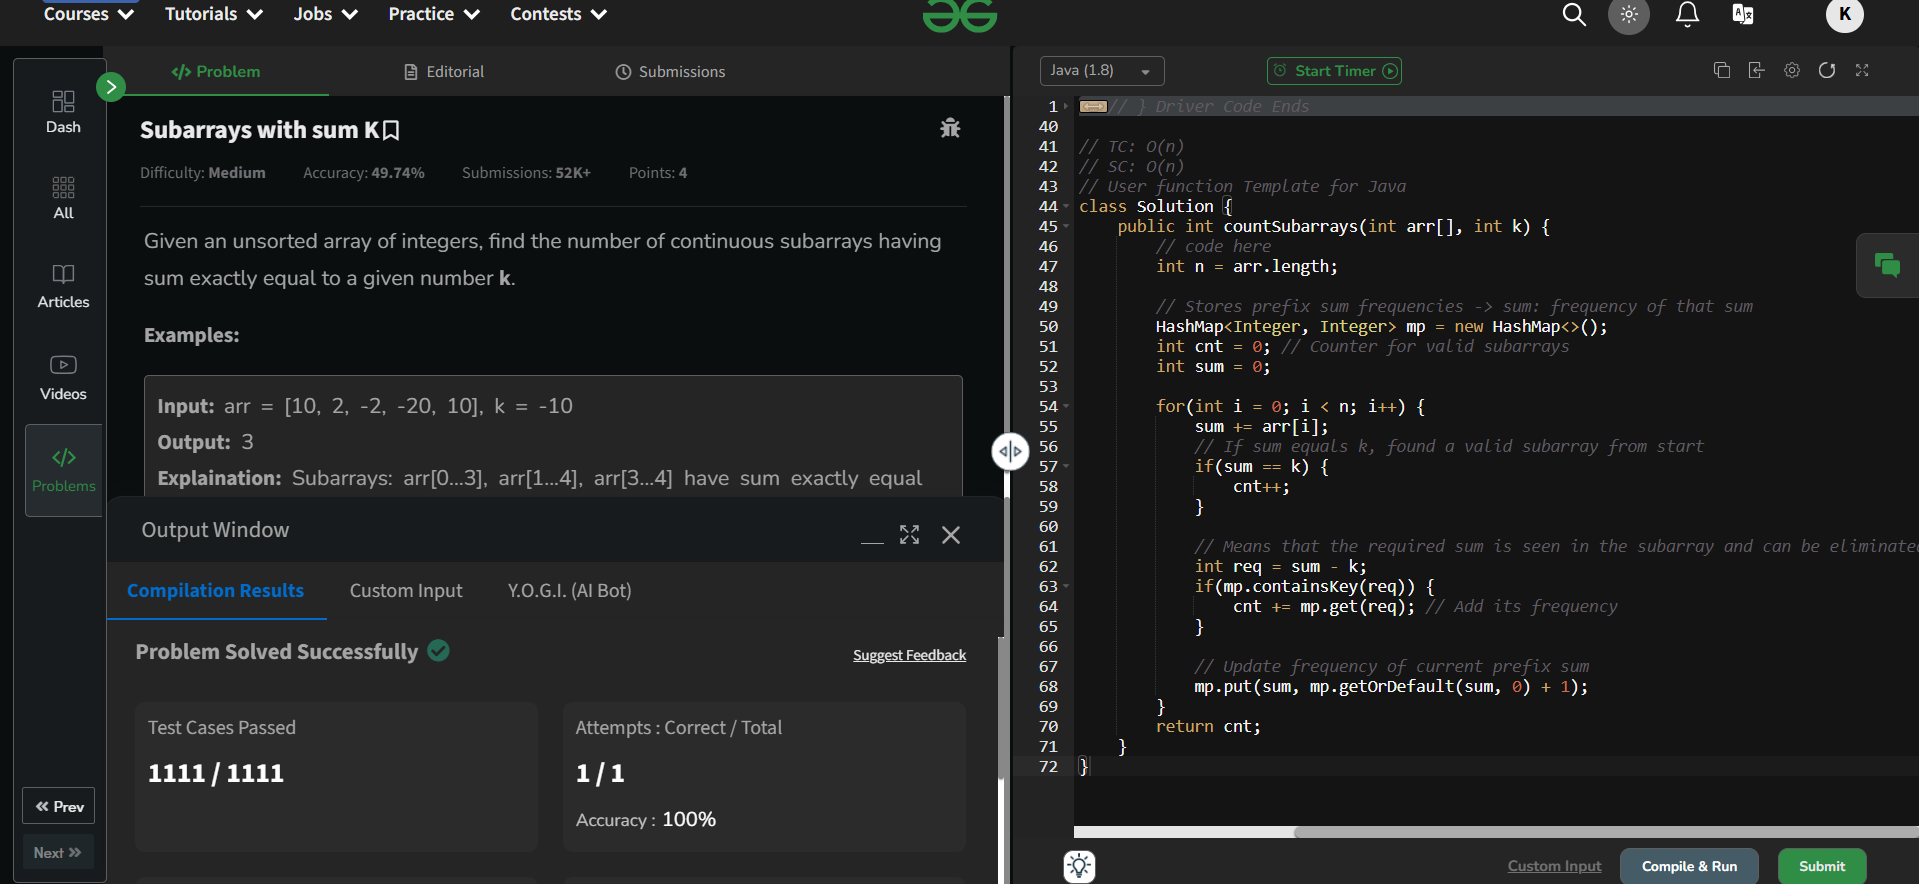 Courses Tutorials Jobs Practice Contests K
Dash
All
Articles
Videos
Problems
Prev
Next
Problem Editorial Submissions
Subarrays with sum K
Difficulty: Medium Accuracy: 49.74% Submissions: 52K+ Points: 4
Given an unsorted array of integers, find the number of continuous subarrays having
sum exactly equal to a given number k.
Examples:
Input: arr = [10, 2, -2, -20, 10], k = -10
Output: 3
Explaination: Subarrays: arr[0...3], arr[1...4], arr[3...4] have sum exactly equal
Output Window
Compilation Results Custom Input Y.O.G.I. (AI Bot)
Problem Solved Successfully
Suggest Feedback
Test Cases Passed
1111 / 1111
Attempts : Correct / Total
1 / 1
Accuracy : 100%
Java (1.8) Start Timer
1 // } Driver Code Ends
40
41 // TC: O(n)
42 // SC: O(n)
43 // User function Template for Java
44 class Solution {
45 public int countSubarrays(int arr[], int k) {
46 // code here
47 int n = arr.length;
48
49 // Stores prefix sum frequencies -> sum: frequency of that sum
50 HashMap<Integer, Integer> mp = new HashMap<>();
51 int cnt = 0; // Counter for valid subarrays
52 int sum = 0;
53
54 for(int i = 0; i < n; i++) {
55 sum += arr[i];
56 // If sum equals k, found a valid subarray from start
57 if(sum == k) {
58 cnt++;
59 }
60
61 // Means that the required sum is seen in the subarray and can be eliminated
62 int req = sum - k;
63 if(mp.containsKey(req)) {
64 cnt += mp.get(req); // Add its frequency
65 }
66
67 // Update frequency of current prefix sum
68 mp.put(sum, mp.getOrDefault(sum, 0) + 1);
69 }
70 return cnt;
71 }
72 }
Custom Input Compile & Run Submit